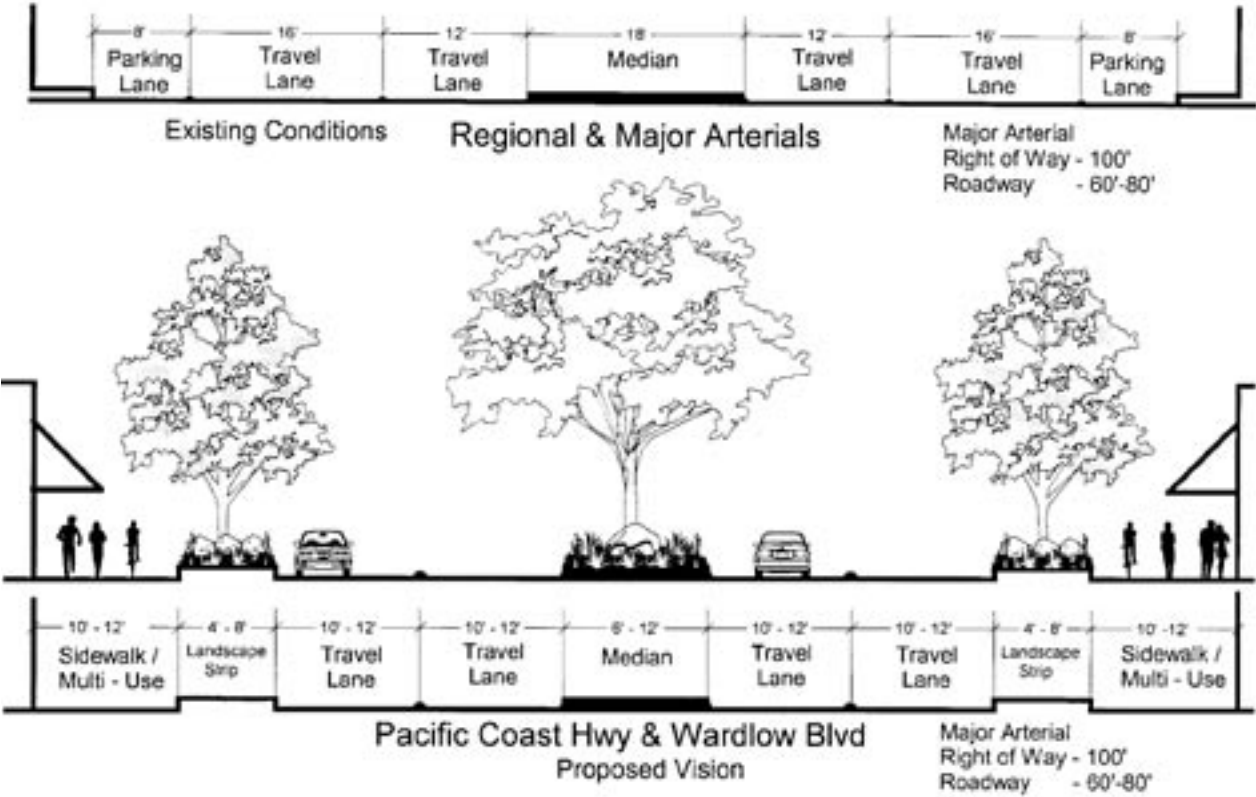 8' 16' 12' 18' 12' 16' 8'
Parking Travel Travel Median Travel Travel Parking
Lane Lane Lane Lane Lane Lane
Existing Conditions
Regional & Major Arterials
Major Arterial
Right of Way - 100'
Roadway - 60'-80'
10' - 12' 4' - 8' 10' - 12' 10' - 12' 6' - 12' 10' - 12' 10' - 12' 4' - 8' 10' -12'
Sidewalk / Landscape Travel Travel Median Travel Travel Landscape Sidewalk /
Multi - Use Strip Lane Lane Lane Lane Strip Multi - Use
Pacific Coast Hwy & Wardlow Blvd
Proposed Vision
Major Arterial
Right of Way - 100'
Roadway - 60'-80'